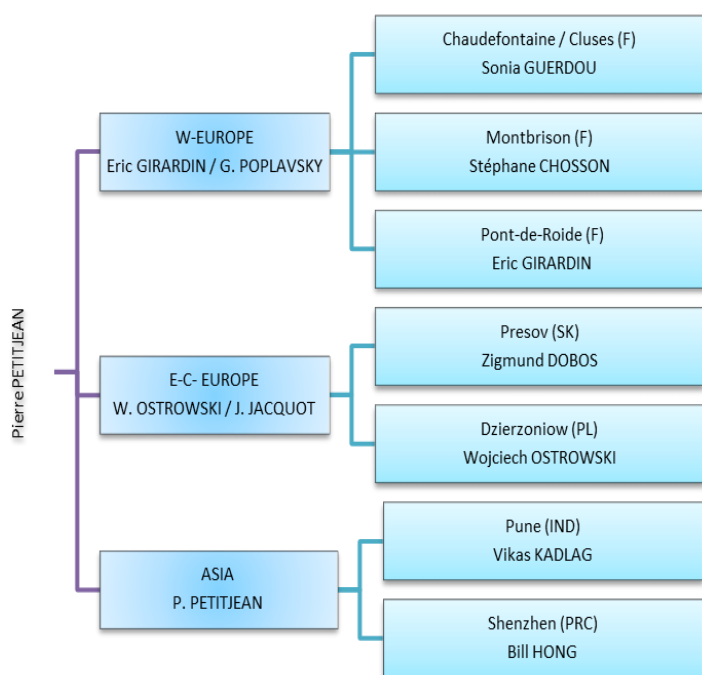 Pierre PETITJEAN
W-EUROPE
Eric GIRARDIN / G. POPLAVSKY
Chaudefontaine / Cluses (F)
Sonia GUERDOU
Montbrison (F)
Stéphane CHOSSON
Pont-de-Roide (F)
Eric GIRARDIN
E-C- EUROPE
W. OSTROWSKI / J. JACQUOT
Presov (SK)
Zigmund DOBOS
Dzierzoniow (PL)
Wojciech OSTROWSKI
ASIA
P. PETITJEAN
Pune (IND)
Vikas KADLAG
Shenzhen (PRC)
Bill HONG